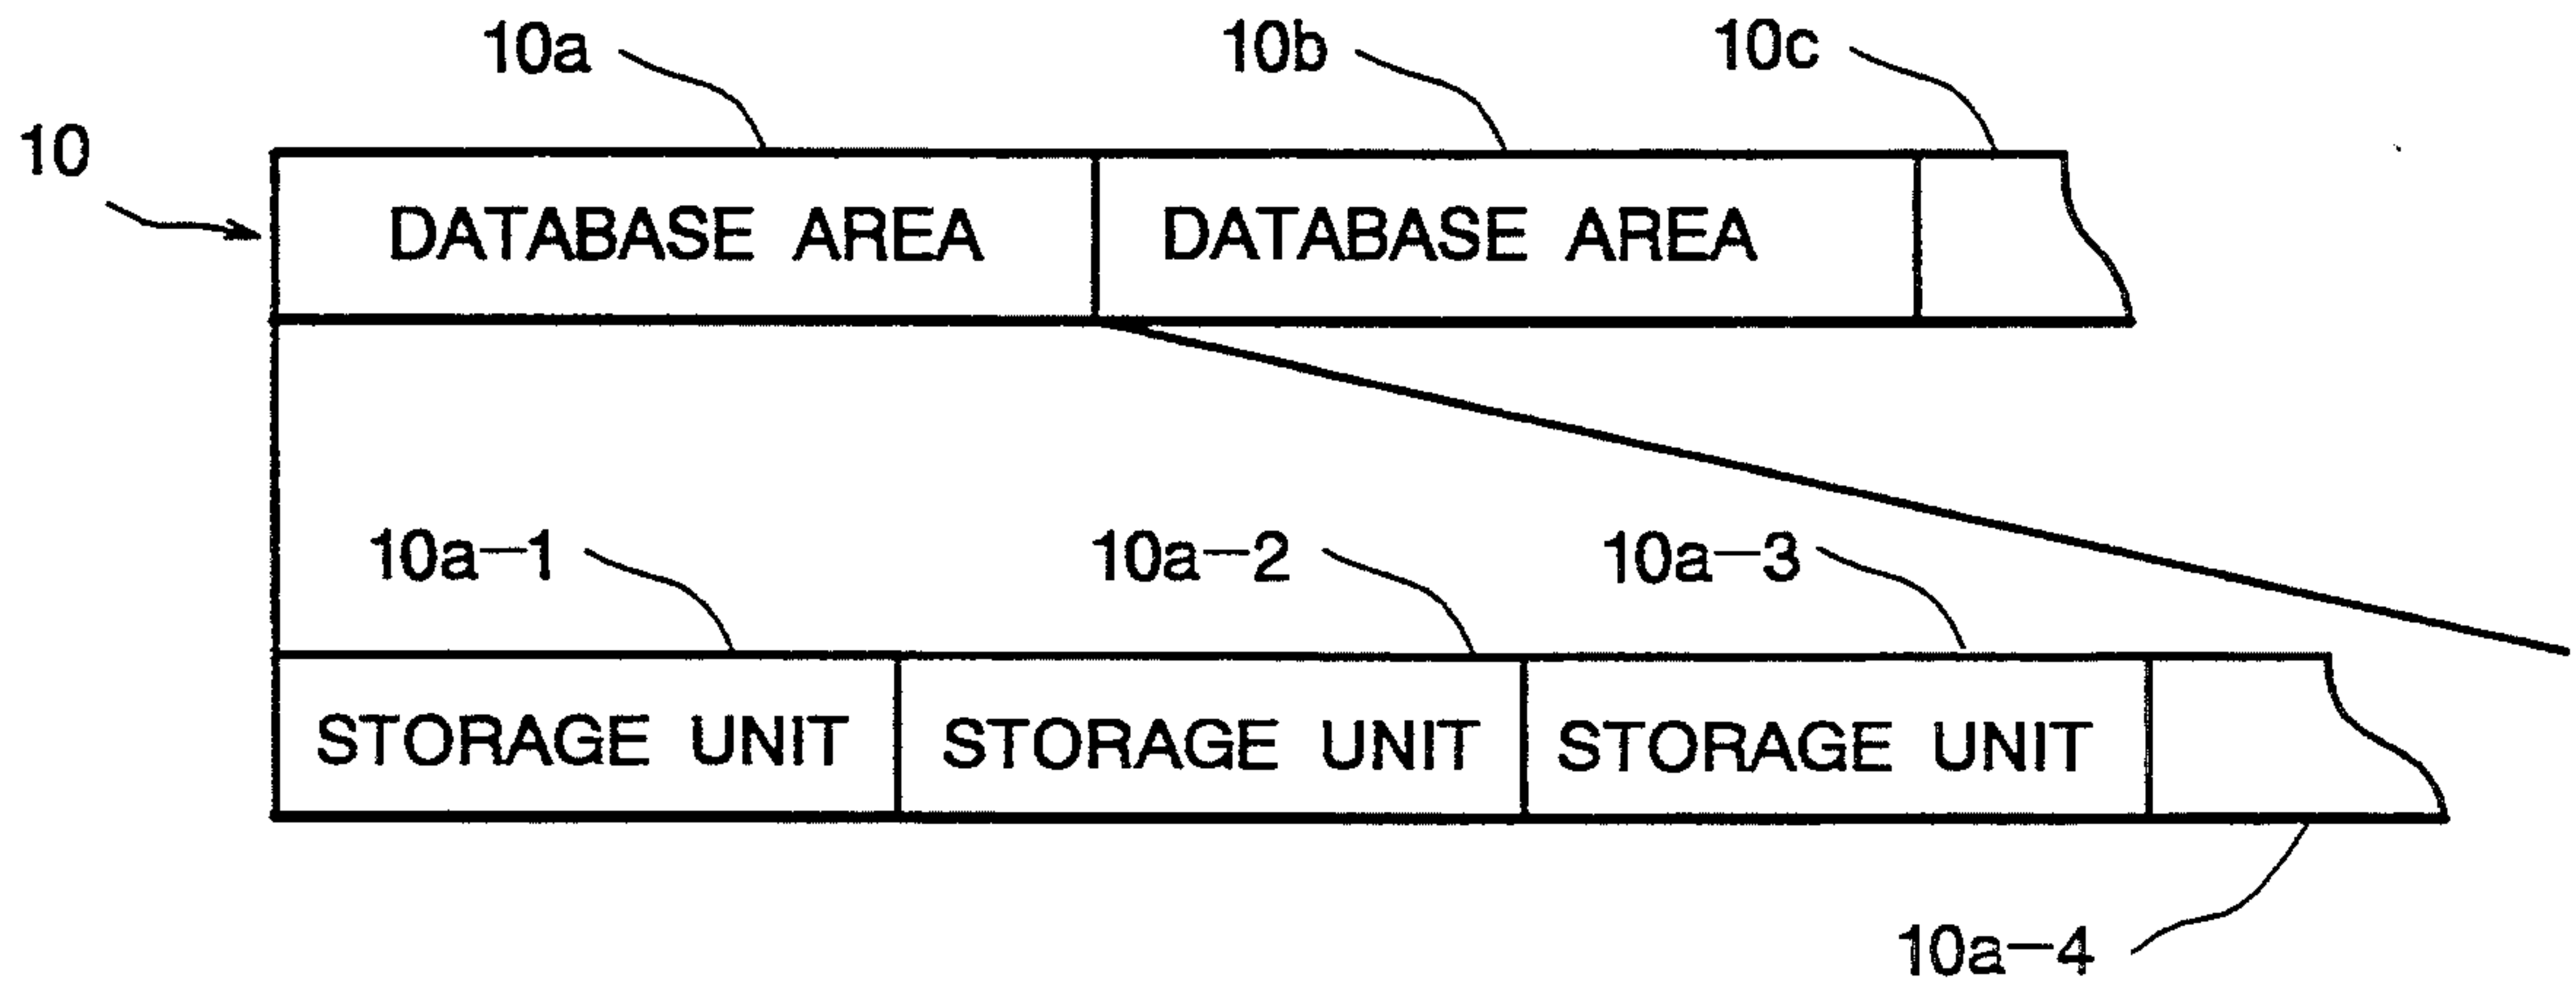 10a 10b 10c
10
DATABASE AREA DATABASE AREA
10a-1 10a-2 10a-3
STORAGE UNIT STORAGE UNIT STORAGE UNIT
10a-4